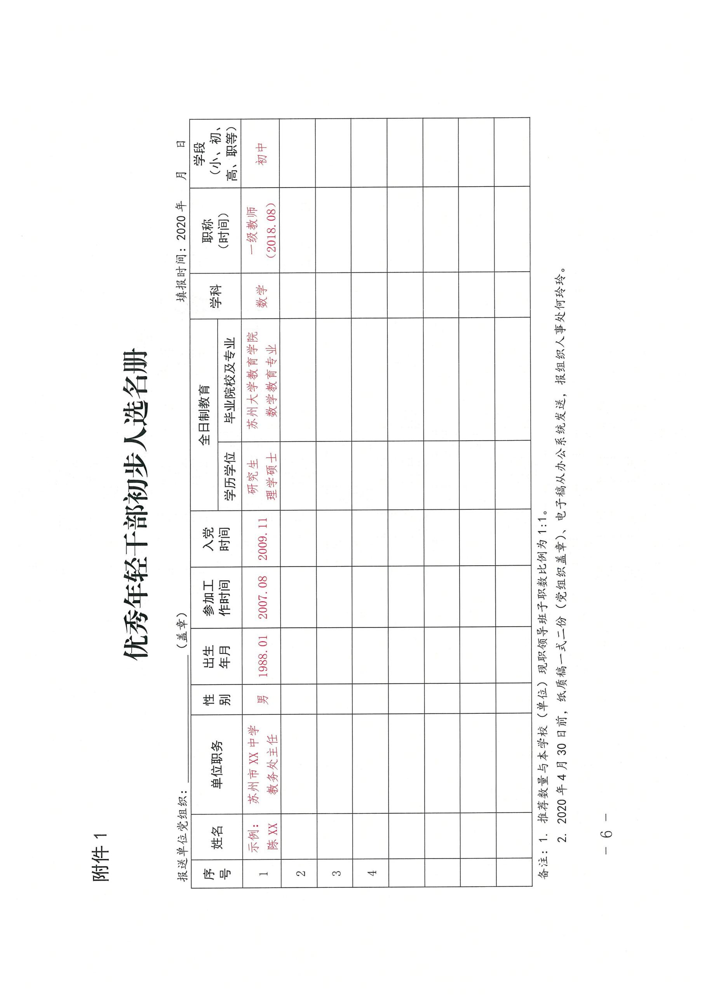 附件 1
优秀年轻干部初步人选名册
报送单位党组织：（盖章） 填报时间：2020 年 月 日
序号 姓名 单位职务 性别 出生年月 参加工作时间 入党时间 全日制教育 学科 职称（时间） 学段（小、初、高、职等）
学历学位 毕业院校及专业
1 示例：陈 XX 苏州市 XX 中学教务处主任 男 1988.01 2007.08 2009.11 研究生理学硕士 苏州大学教育学院数学教育专业 数学 一级教师（2018.08） 初中
2
3
4
备注：1. 推荐数量与本学校（单位）现职领导班子职数比例为 1:1。
2. 2020 年 4 月 30 日前，纸质稿一式二份（党组织盖章）、电子稿从办公系统发送，报组织人事处何玲玲。
— 6 —